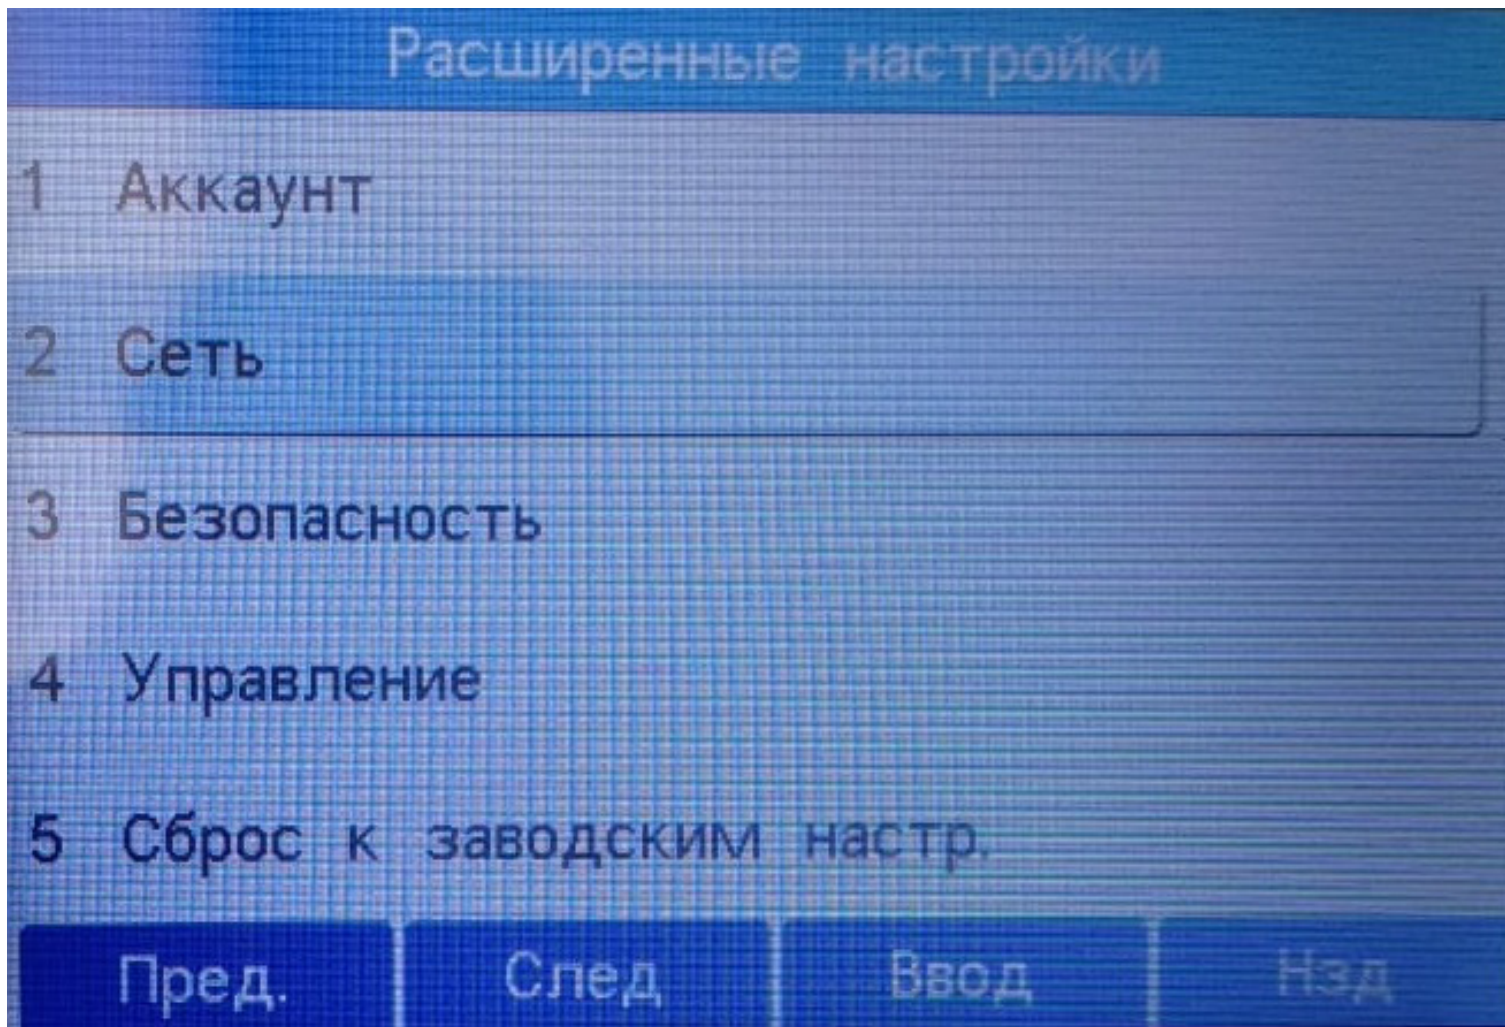 Расширенные настройки
1 Аккаунт
2 Сеть
3 Безопасность
4 Управление
5 Сброс к заводским настр.
Пред. След Ввод Нзд